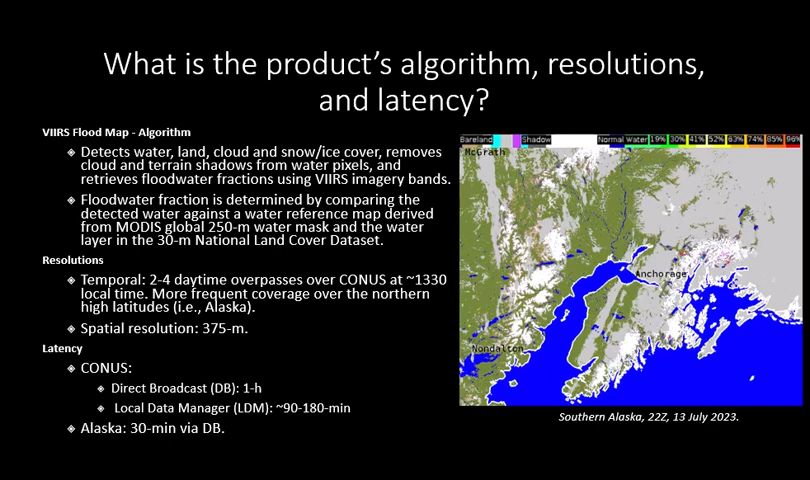 What is the product's algorithm, resolutions,
and latency?
VIIRS Flood Map - Algorithm
Detects water, land, cloud and snow/ice cover, removes
cloud and terrain shadows from water pixels, and
retrieves floodwater fractions using VIIRS imagery bands.
Floodwater fraction is determined by comparing the
detected water against a water reference map derived
from MODIS global 250-m water mask and the water
layer in the 30-m National Land Cover Dataset.
Resolutions
Temporal: 2-4 daytime overpasses over CONUS at ~1330
local time. More frequent coverage over the northern
high latitudes (i.e., Alaska).
Spatial resolution: 375-m.
Latency
CONUS:
Direct Broadcast (DB): 1-h
Local Data Manager (LDM): ~90-180-min
Alaska: 30-min via DB.
Bareland Shadow Normal Water 19% 30% 41% 52% 63% 74% 85% 96%
McGrath
Anchorage
Nondalton
Southern Alaska, 22Z, 13 July 2023.